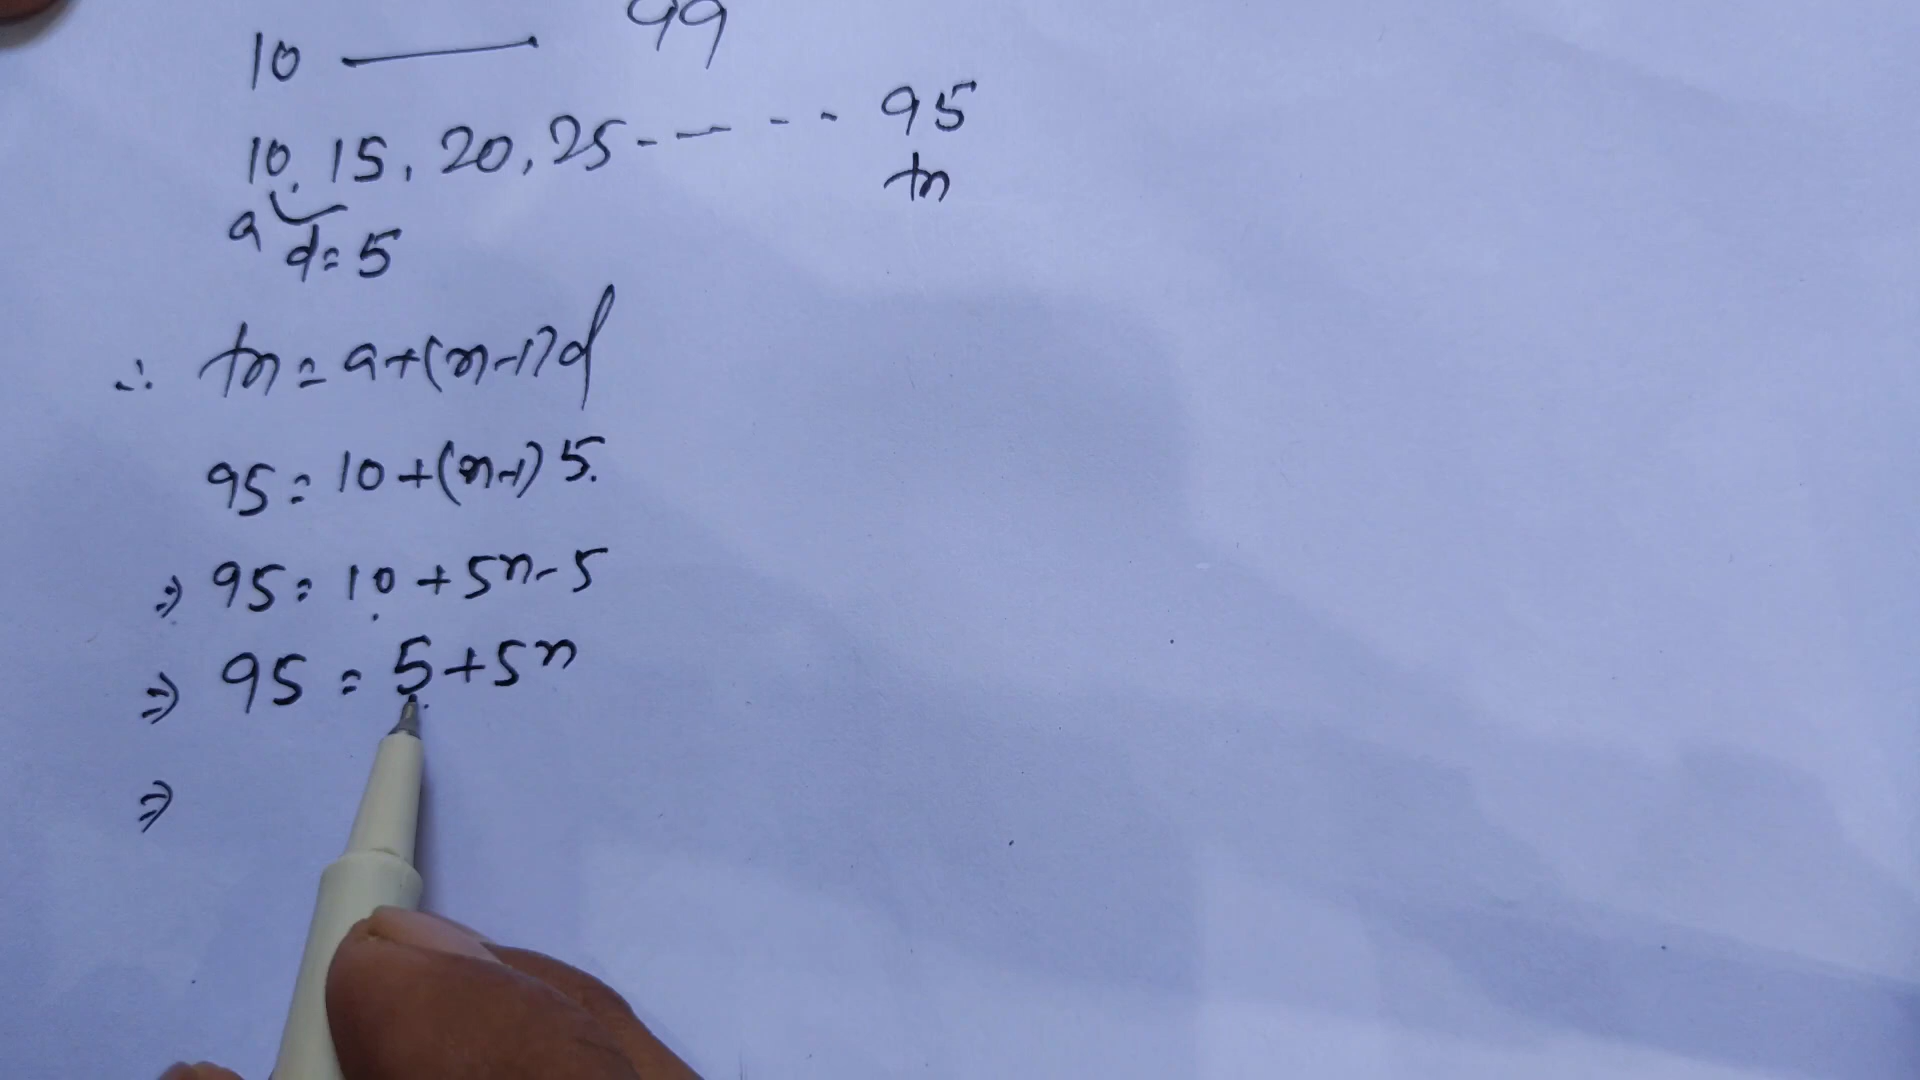 10 —— 99
10, 15, 20, 25 - - - - - 95
tn
a d = 5
∴ tn = a+(n-1)d
95 = 10+(n-1) 5.
⇒ 95 = 10 + 5n - 5
⇒ 95 = 5 + 5n
⇒